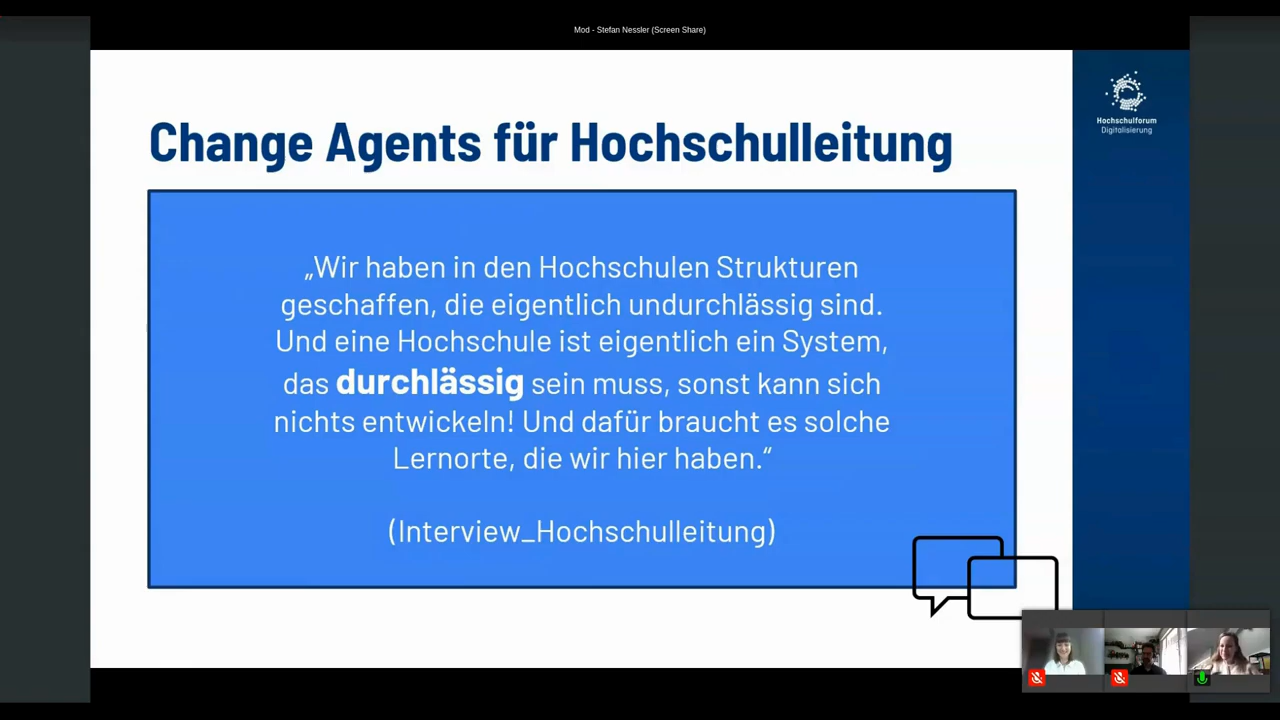 Mod - Stefan Nessler (Screen Share)
Change Agents für Hochschulleitung
Hochschulforum
Digitalisierung
„Wir haben in den Hochschulen Strukturen
geschaffen, die eigentlich undurchlässig sind.
Und eine Hochschule ist eigentlich ein System,
das durchlässig sein muss, sonst kann sich
nichts entwickeln! Und dafür braucht es solche
Lernorte, die wir hier haben.“
(Interview_Hochschulleitung)